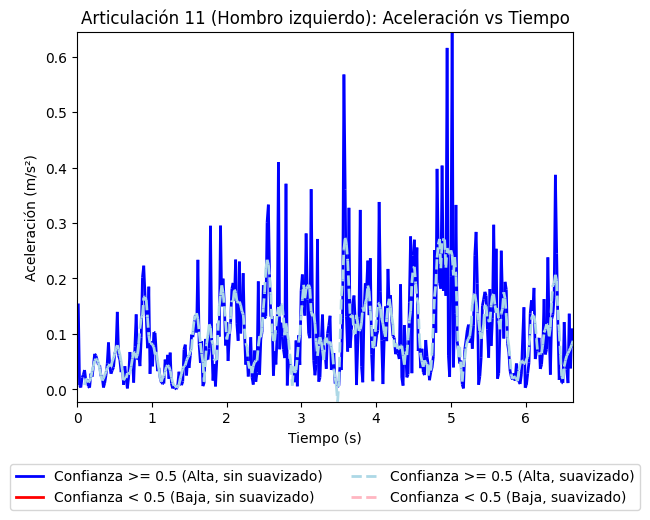 Articulación 11 (Hombro izquierdo): Aceleración vs Tiempo
0.6
0.5
0.4
0.3
0.2
0.1
0.0
Aceleración (m/s²)
0 1 2 3 4 5 6
Tiempo (s)
Confianza >= 0.5 (Alta, sin suavizado)
Confianza < 0.5 (Baja, sin suavizado)
Confianza >= 0.5 (Alta, suavizado)
Confianza < 0.5 (Baja, suavizado)